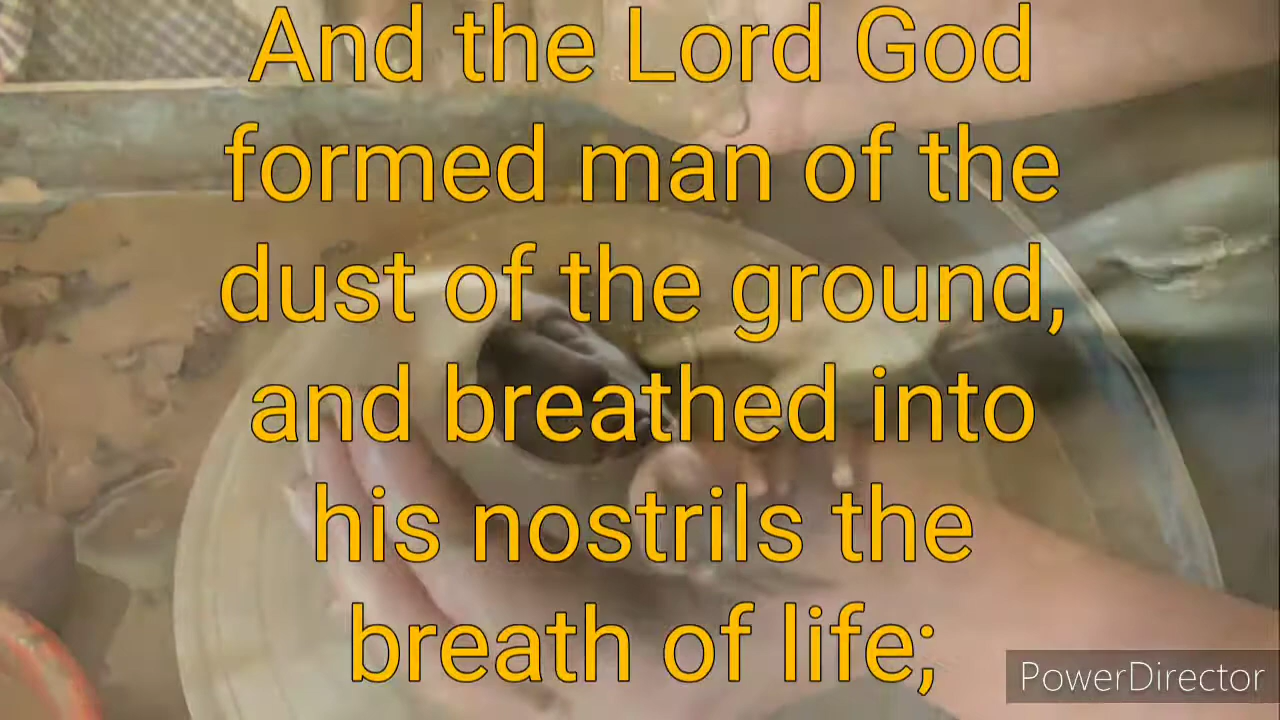 And the Lord God
formed man of the
dust of the ground,
and breathed into
his nostrils the
breath of life;
PowerDirector